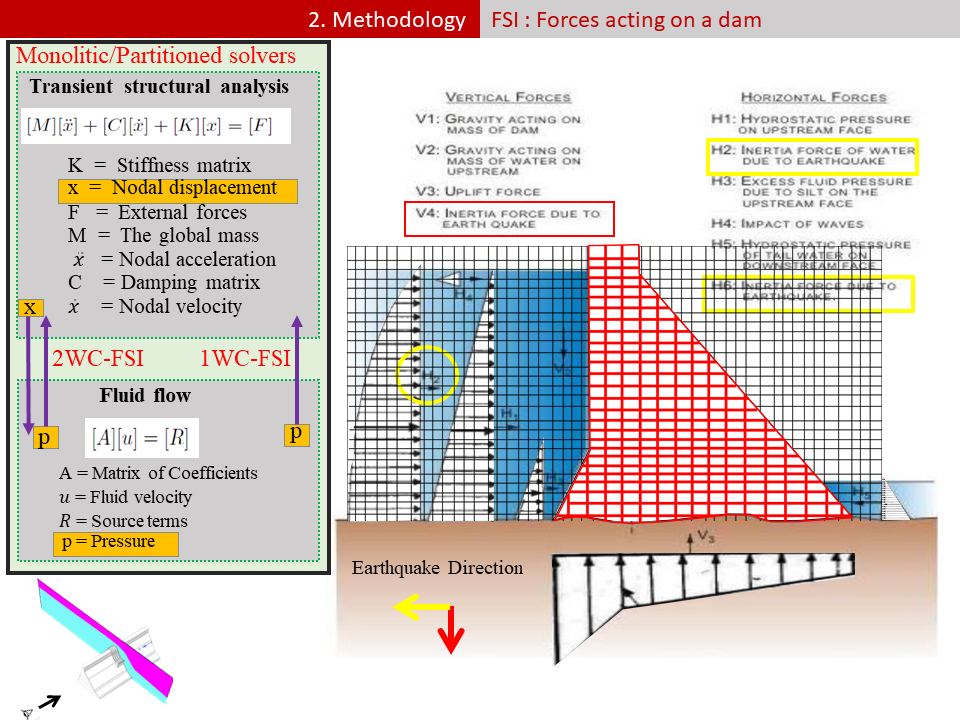 2. Methodology
FSI : Forces acting on a dam
Monolitic/Partitioned solvers
Transient structural analysis
[M][ẍ] + [C][ẋ] + [K][x] = [F]
K = Stiffness matrix
x = Nodal displacement
F = External forces
M = The global mass
ẍ = Nodal acceleration
C = Damping matrix
ẋ = Nodal velocity
x
2WC-FSI
1WC-FSI
p
p
Fluid flow
[A][u] = [R]
A = Matrix of Coefficients
u = Fluid velocity
R = Source terms
p = Pressure
VERTICAL FORCES
V1: GRAVITY ACTING ON
MASS OF DAM
V2: GRAVITY ACTING ON
MASS OF WATER ON
UPSTREAM
V3: UPLIFT FORCE
V4: INERTIA FORCE DUE TO
EARTH QUAKE
HORIZONTAL FORCES
H1: HYDROSTATIC PRESSURE
ON UPSTREAM FACE
H2: INERTIA FORCE OF WATER
DUE TO EARTHQUAKE
H3: EXCESS FLUID PRESSURE
DUE TO SILT ON THE
UPSTREAM FACE
H4: IMPACT OF WAVES
H5: HYDROSTATIC PRESSURE
OF TAIL WATER ON
DOWNSTREAM FACE
H6: INERTIA FORCE DUE TO
EARTHQUAKE.
H4
H2
V2
H1
H5
V3
Earthquake Direction